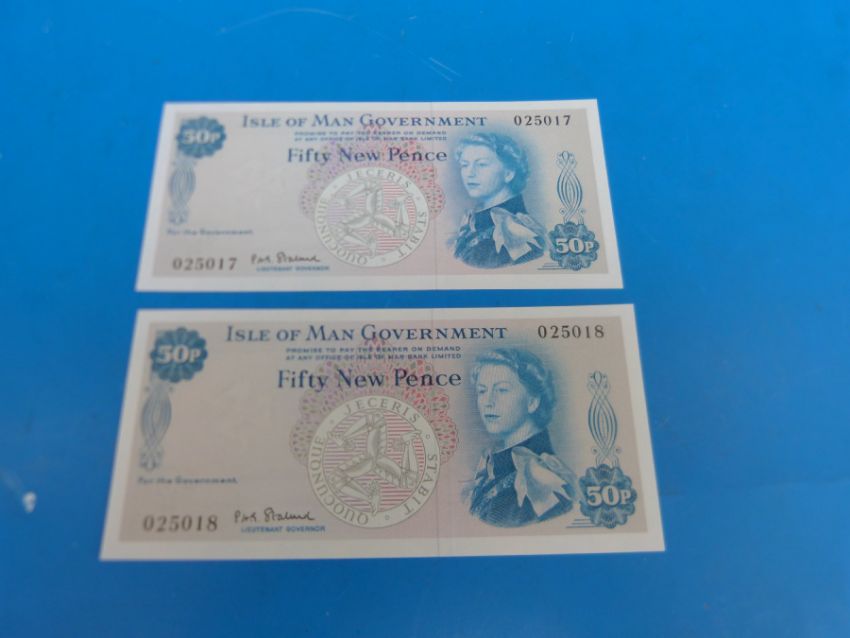 ISLE OF MAN GOVERNMENT 025017
50P PROMISE TO PAY THE BEARER ON DEMAND
AT ANY OFFICE OF ISLE OF MAN BANK LIMITED
Fifty New Pence
QUOCUNQUE · JECERIS · STABIT
For the Government
50P
025017
LIEUTENANT GOVERNOR
ISLE OF MAN GOVERNMENT 025018
50P PROMISE TO PAY THE BEARER ON DEMAND
AT ANY OFFICE OF ISLE OF MAN BANK LIMITED
Fifty New Pence
QUOCUNQUE · JECERIS · STABIT
For the Government
50P
025018
LIEUTENANT GOVERNOR